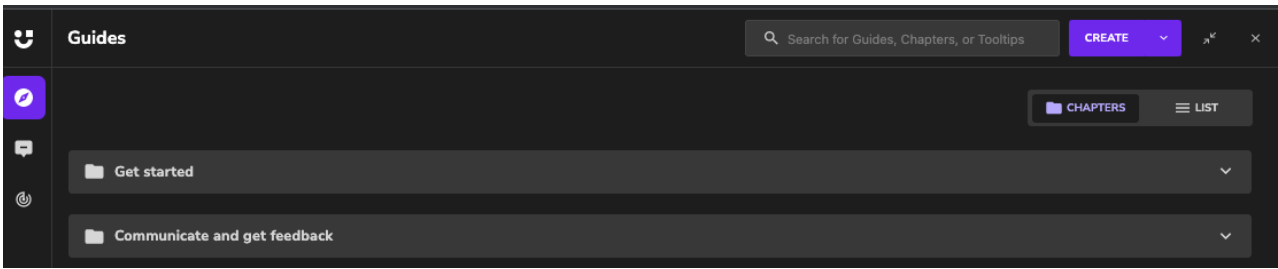 Guides
Search for Guides, Chapters, or Tooltips
CREATE
CHAPTERS
LIST
Get started
Communicate and get feedback